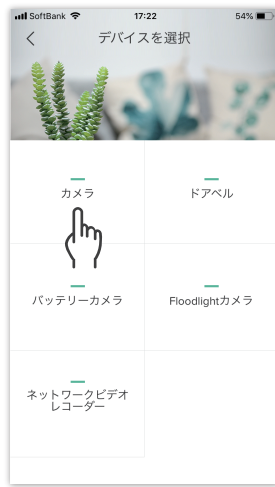 SoftBank 17:22 54%
デバイスを選択
カメラ ドアベル
バッテリーカメラ Floodlightカメラ
ネットワークビデオ
レコーダー